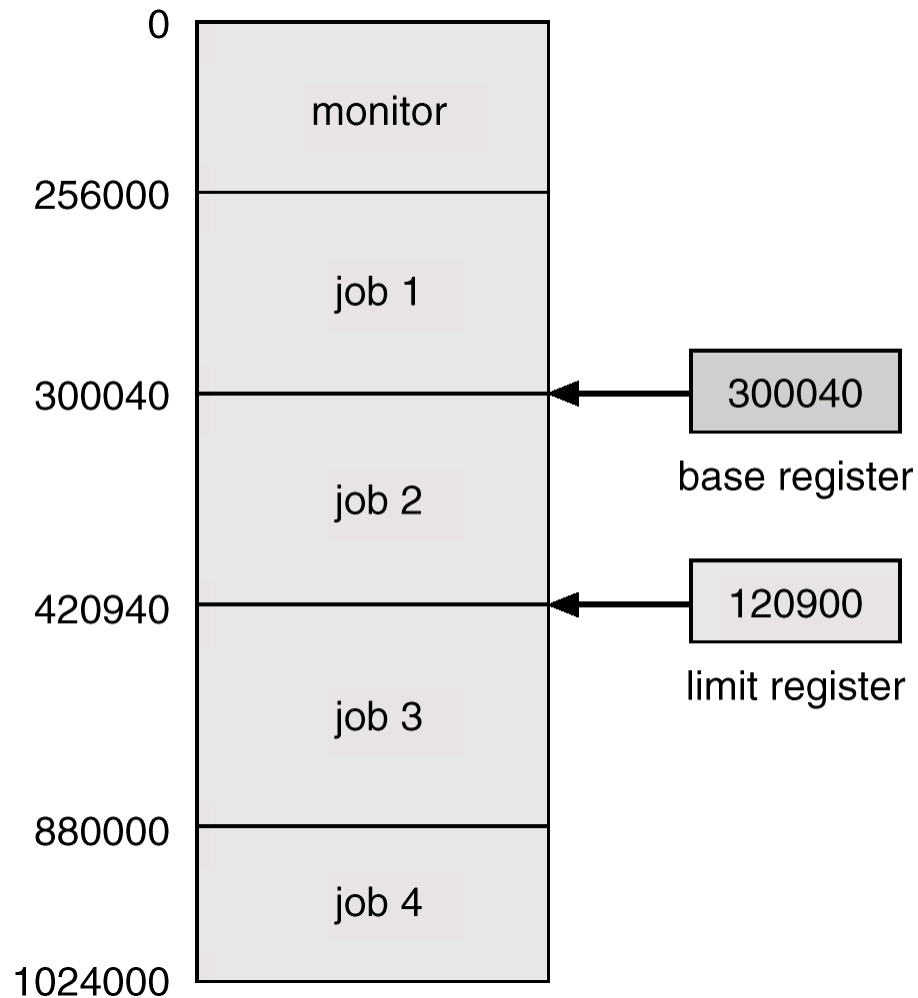 0
monitor
256000
job 1
300040
300040
base register
job 2
420940
120900
limit register
job 3
880000
job 4
1024000